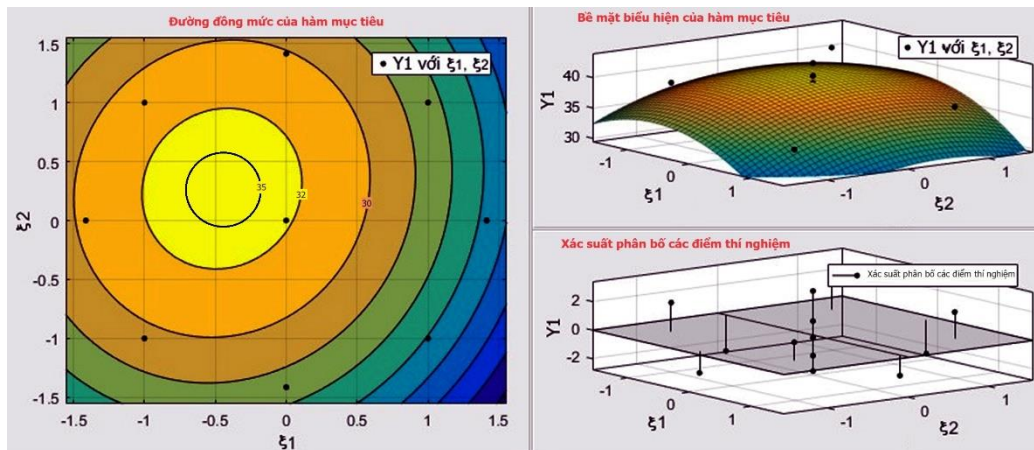 Đường đồng mức của hàm mục tiêu
1.5
1
0.5
0
-0.5
-1
-1.5
ξ2
Y1 với ξ1, ξ2
35
32
30
-1.5
-1
-0.5
0
0.5
1
1.5
ξ1
Bề mặt biểu hiện của hàm mục tiêu
Y1 với ξ1, ξ2
40
35
30
Y1
-1
0
1
ξ1
-1
0
1
ξ2
Xác suất phân bố các điểm thí nghiệm
Xác suất phân bố các điểm thí nghiệm
2
0
-2
Y1
-1
0
1
ξ1
-1
0
1
ξ2